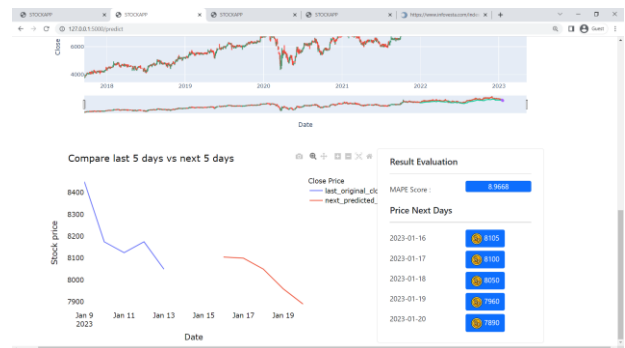 STOCKAPP
STOCKAPP
STOCKAPP
STOCKAPP
127.0.0.1:5000/predict
Guest
Close
6000
4000
2018 2019 2020 2021 2022 2023
Date
Compare last 5 days vs next 5 days
Close Price
last_original_clo
next_predicted_
Stock price
8400
8300
8200
8100
8000
7900
Jan 9 Jan 11 Jan 13 Jan 15 Jan 17 Jan 19
2023
Date
Result Evaluation
MAPE Score : 8.9668
Price Next Days
2023-01-16 8105
2023-01-17 8100
2023-01-18 8050
2023-01-19 7960
2023-01-20 7890